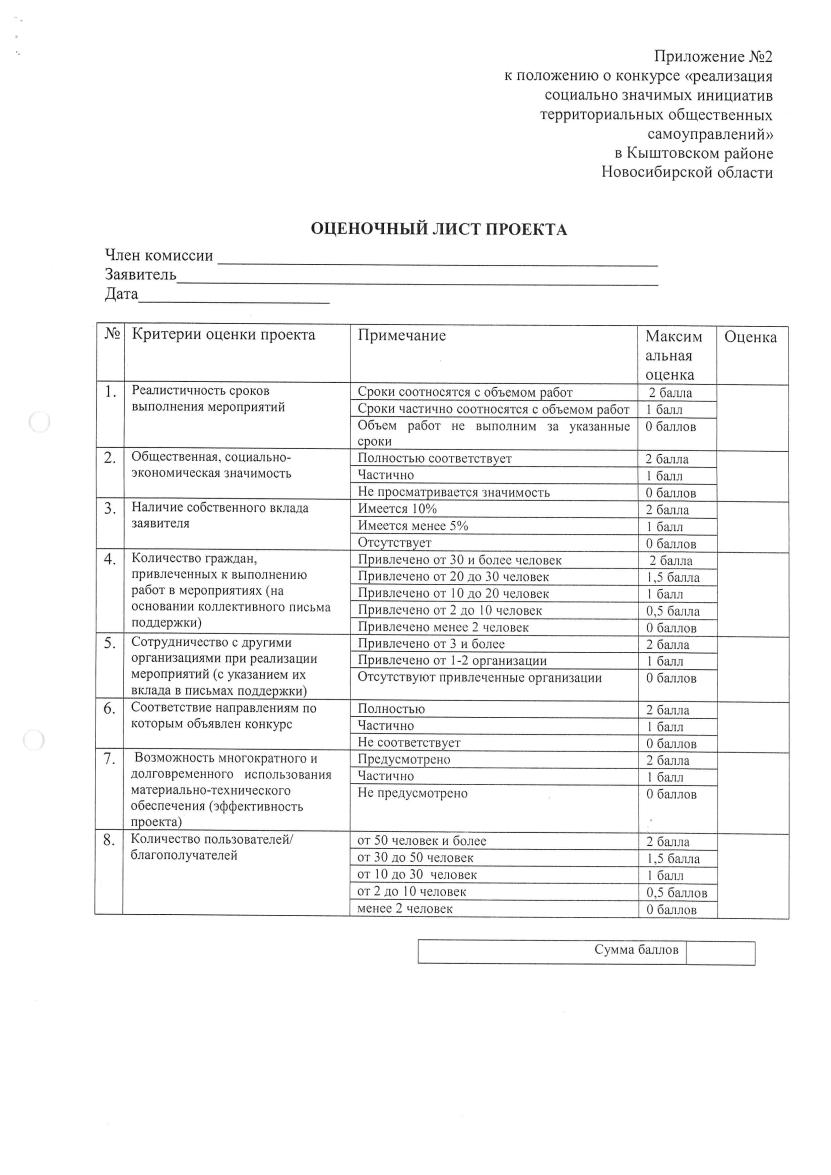 Приложение №2
к положению о конкурсе «реализация
социально значимых инициатив
территориальных общественных
самоуправлений»
в Кыштовском районе
Новосибирской области
ОЦЕНОЧНЫЙ ЛИСТ ПРОЕКТА
Член комиссии
Заявитель
Дата
№ Критерии оценки проекта Примечание Максим Оценка
альная
оценка
1. Реалистичность сроков Сроки соотносятся с объемом работ 2 балла
выполнения мероприятий Сроки частично соотносятся с объемом работ 1 балл
Объем работ не выполним за указанные 0 баллов
сроки
2. Общественная, социально- Полностью соответствует 2 балла
экономическая значимость Частично 1 балл
Не просматривается значимость 0 баллов
3. Наличие собственного вклада Имеется 10% 2 балла
заявителя Имеется менее 5% 1 балл
Отсутствует 0 баллов
4. Количество граждан, Привлечено от 30 и более человек 2 балла
привлеченных к выполнению Привлечено от 20 до 30 человек 1,5 балла
работ в мероприятиях (на Привлечено от 10 до 20 человек 1 балл
основании коллективного письма Привлечено от 2 до 10 человек 0,5 балла
поддержки) Привлечено менее 2 человек 0 баллов
5. Сотрудничество с другими Привлечено от 3 и более 2 балла
организациями при реализации Привлечено от 1-2 организации 1 балл
мероприятий (с указанием их Отсутствуют привлеченные организации 0 баллов
вклада в письмах поддержки)
6. Соответствие направлениям по Полностью 2 балла
которым объявлен конкурс Частично 1 балл
Не соответствует 0 баллов
7. Возможность многократного и Предусмотрено 2 балла
долговременного использования Частично 1 балл
материально-технического Не предусмотрено 0 баллов
обеспечения (эффективность
проекта)
8. Количество пользователей/ от 50 человек и более 2 балла
благополучателей от 30 до 50 человек 1,5 балла
от 10 до 30 человек 1 балл
от 2 до 10 человек 0,5 баллов
менее 2 человек 0 баллов
Сумма баллов